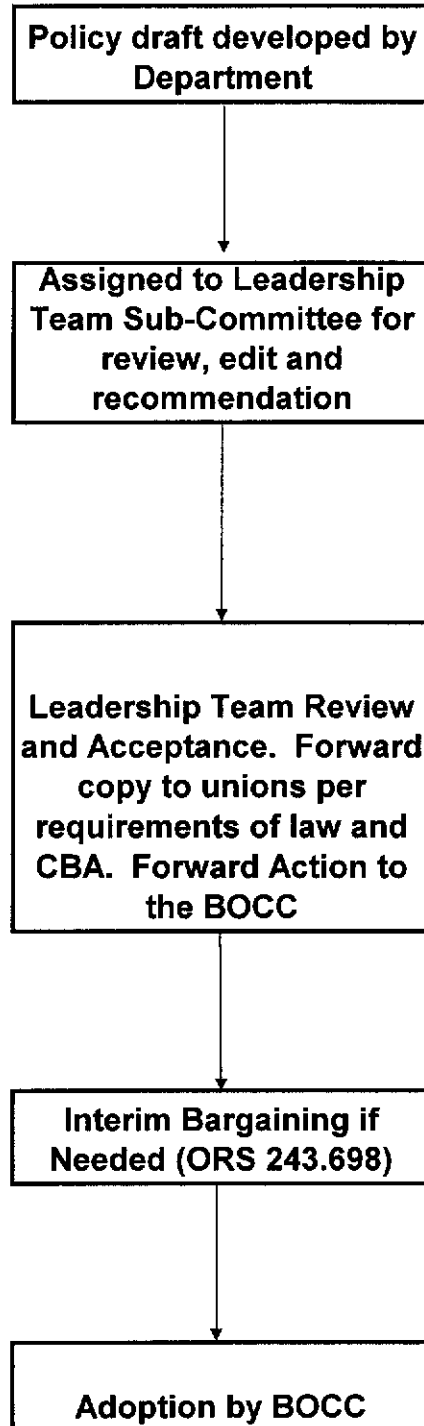 Policy draft developed by
Department
Assigned to Leadership
Team Sub-Committee for
review, edit and
recommendation
Leadership Team Review
and Acceptance. Forward
copy to unions per
requirements of law and
CBA. Forward Action to
the BOCC
Interim Bargaining if
Needed (ORS 243.698)
Adoption by BOCC